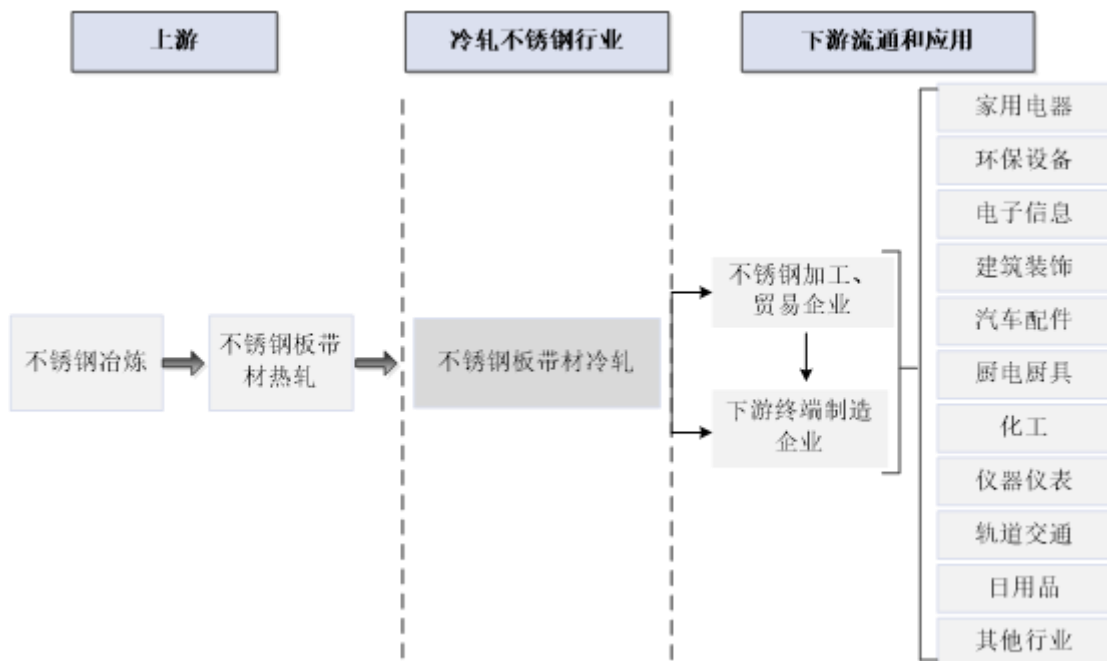 上游
冷轧不锈钢行业
下游流通和应用
不锈钢冶炼
不锈钢板带
材热轧
不锈钢板带材冷轧
不锈钢加工、
贸易企业
下游终端制造
企业
家用电器
环保设备
电子信息
建筑装饰
汽车配件
厨电厨具
化工
仪器仪表
轨道交通
日用品
其他行业